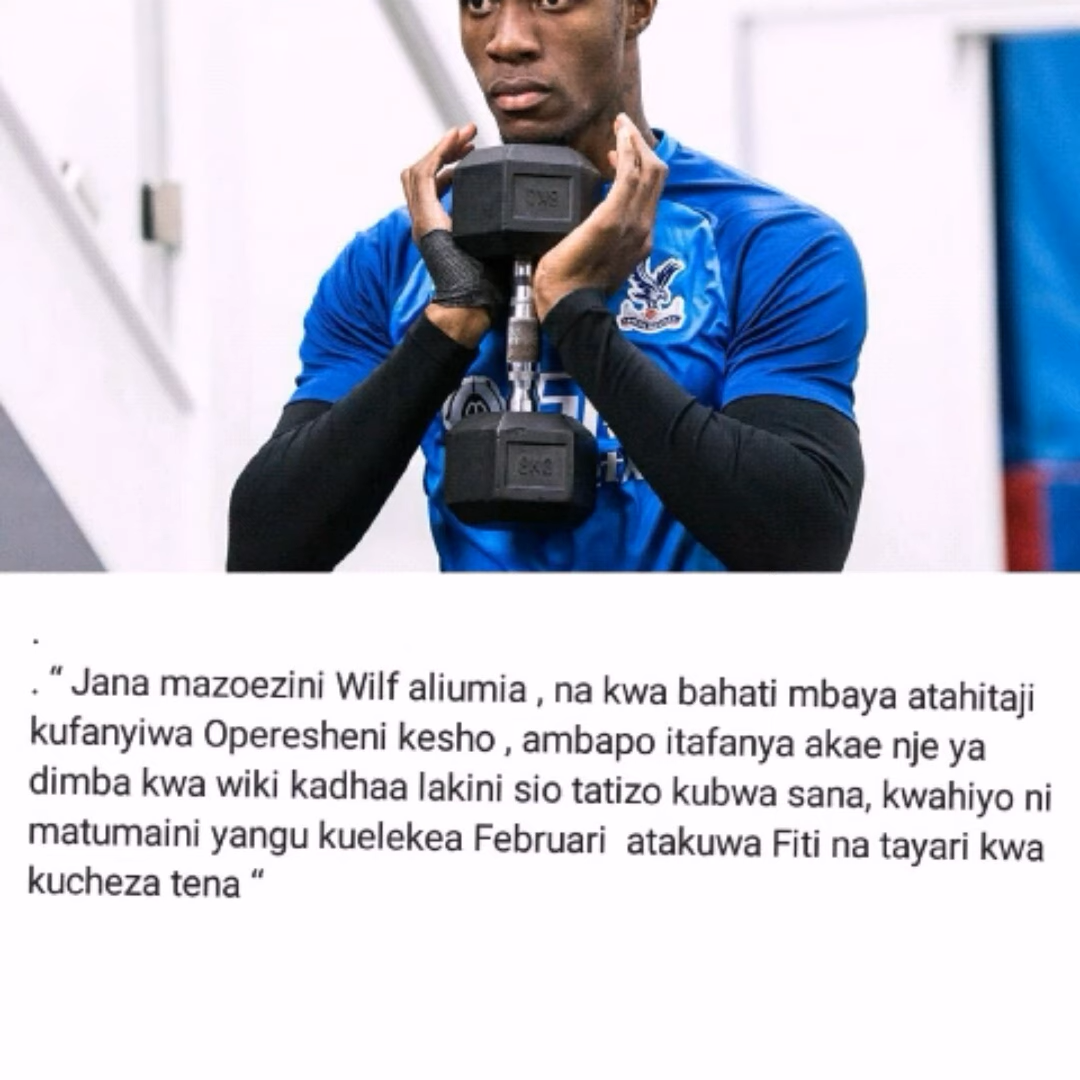 8KG
.
. “ Jana mazoezini Wilf aliumia , na kwa bahati mbaya atahitaji
kufanyiwa Operesheni kesho , ambapo itafanya akae nje ya
dimba kwa wiki kadhaa lakini sio tatizo kubwa sana, kwahiyo ni
matumaini yangu kuelekea Februari  atakuwa Fiti na tayari kwa
kucheza tena “